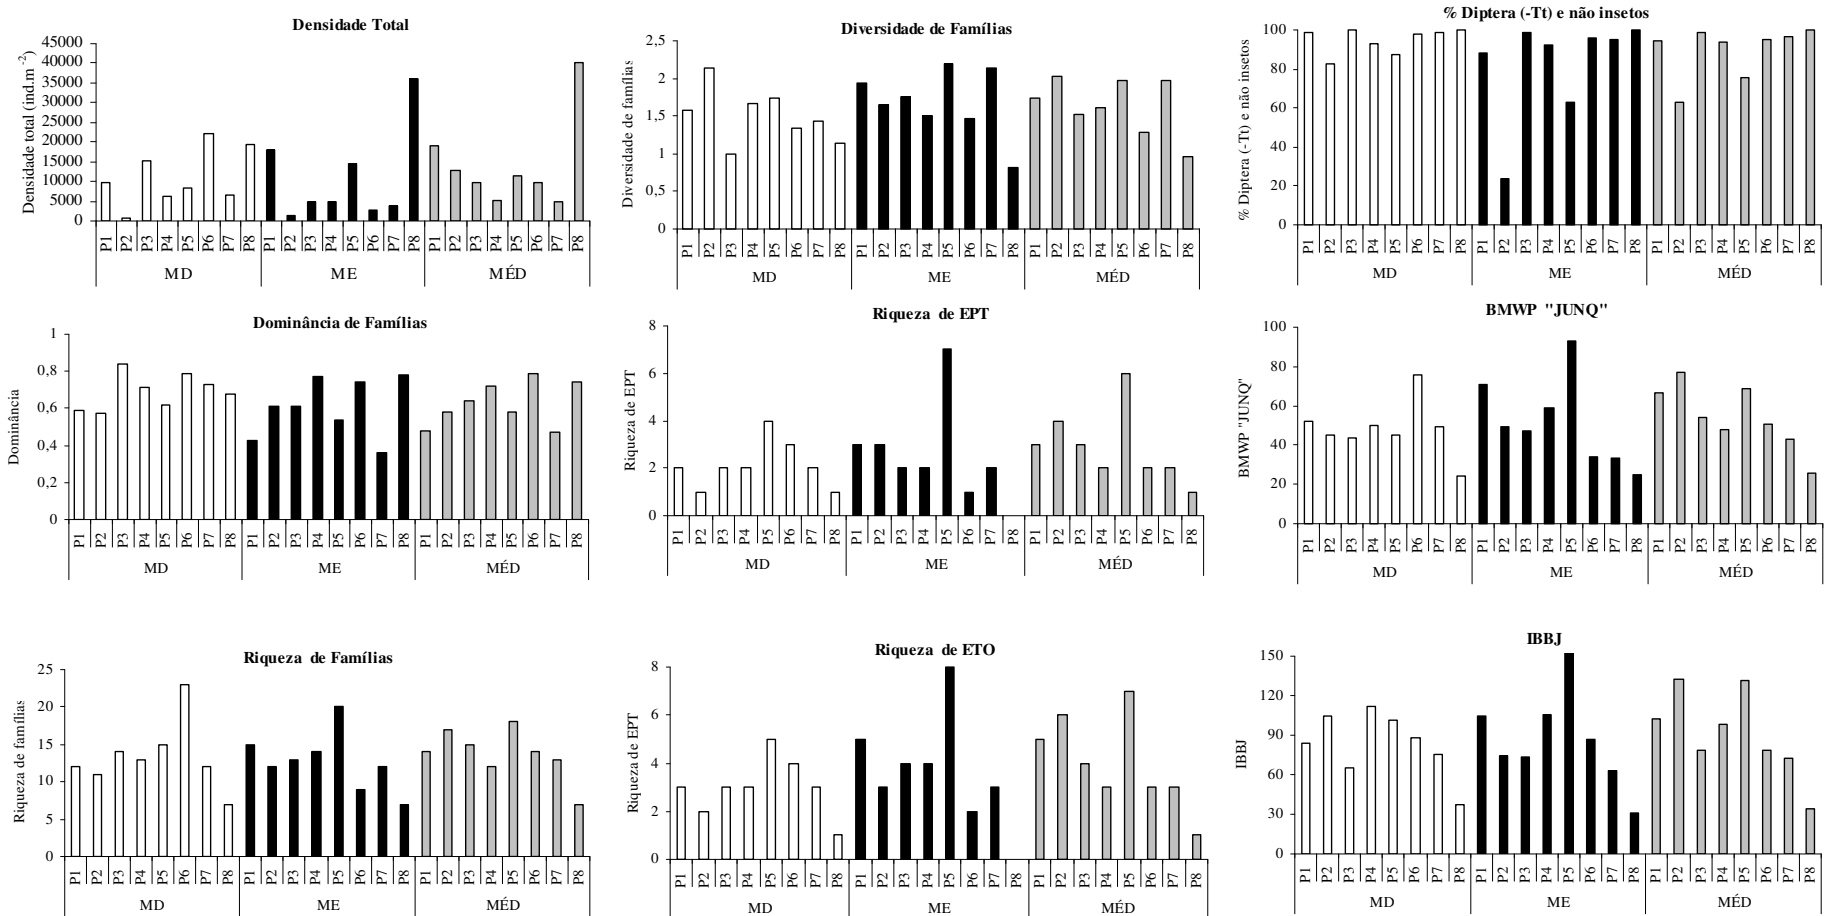 Densidade Total
Densidade total (ind.m -2)
45000
40000
35000
30000
25000
20000
15000
10000
5000
0
P1 P2 P3 P4 P5 P6 P7 P8 P1 P2 P3 P4 P5 P6 P7 P8 P1 P2 P3 P4 P5 P6 P7 P8
MD ME MÉD
Diversidade de Famílias
Diversidade de famílias
2,5
2
1,5
1
0,5
0
P1 P2 P3 P4 P5 P6 P7 P8 P1 P2 P3 P4 P5 P6 P7 P8 P1 P2 P3 P4 P5 P6 P7 P8
MD ME MÉD
% Diptera (-Tt) e não insetos
% Diptera (-Tt) e não insetos
100
80
60
40
20
0
P1 P2 P3 P4 P5 P6 P7 P8 P1 P2 P3 P4 P5 P6 P7 P8 P1 P2 P3 P4 P5 P6 P7 P8
MD ME MÉD
Dominância de Famílias
Dominância
1
0,8
0,6
0,4
0,2
0
P1 P2 P3 P4 P5 P6 P7 P8 P1 P2 P3 P4 P5 P6 P7 P8 P1 P2 P3 P4 P5 P6 P7 P8
MD ME MÉD
Riqueza de EPT
Riqueza de EPT
8
6
4
2
0
P1 P2 P3 P4 P5 P6 P7 P8 P1 P2 P3 P4 P5 P6 P7 P8 P1 P2 P3 P4 P5 P6 P7 P8
MD ME MÉD
BMWP "JUNQ"
BMWP "JUNQ"
100
80
60
40
20
0
P1 P2 P3 P4 P5 P6 P7 P8 P1 P2 P3 P4 P5 P6 P7 P8 P1 P2 P3 P4 P5 P6 P7 P8
MD ME MÉD
Riqueza de Famílias
Riqueza de famílias
25
20
15
10
5
0
P1 P2 P3 P4 P5 P6 P7 P8 P1 P2 P3 P4 P5 P6 P7 P8 P1 P2 P3 P4 P5 P6 P7 P8
MD ME MÉD
Riqueza de ETO
Riqueza de EPT
8
6
4
2
0
P1 P2 P3 P4 P5 P6 P7 P8 P1 P2 P3 P4 P5 P6 P7 P8 P1 P2 P3 P4 P5 P6 P7 P8
MD ME MÉD
IBBJ
IBBJ
150
120
90
60
30
0
P1 P2 P3 P4 P5 P6 P7 P8 P1 P2 P3 P4 P5 P6 P7 P8 P1 P2 P3 P4 P5 P6 P7 P8
MD ME MÉD